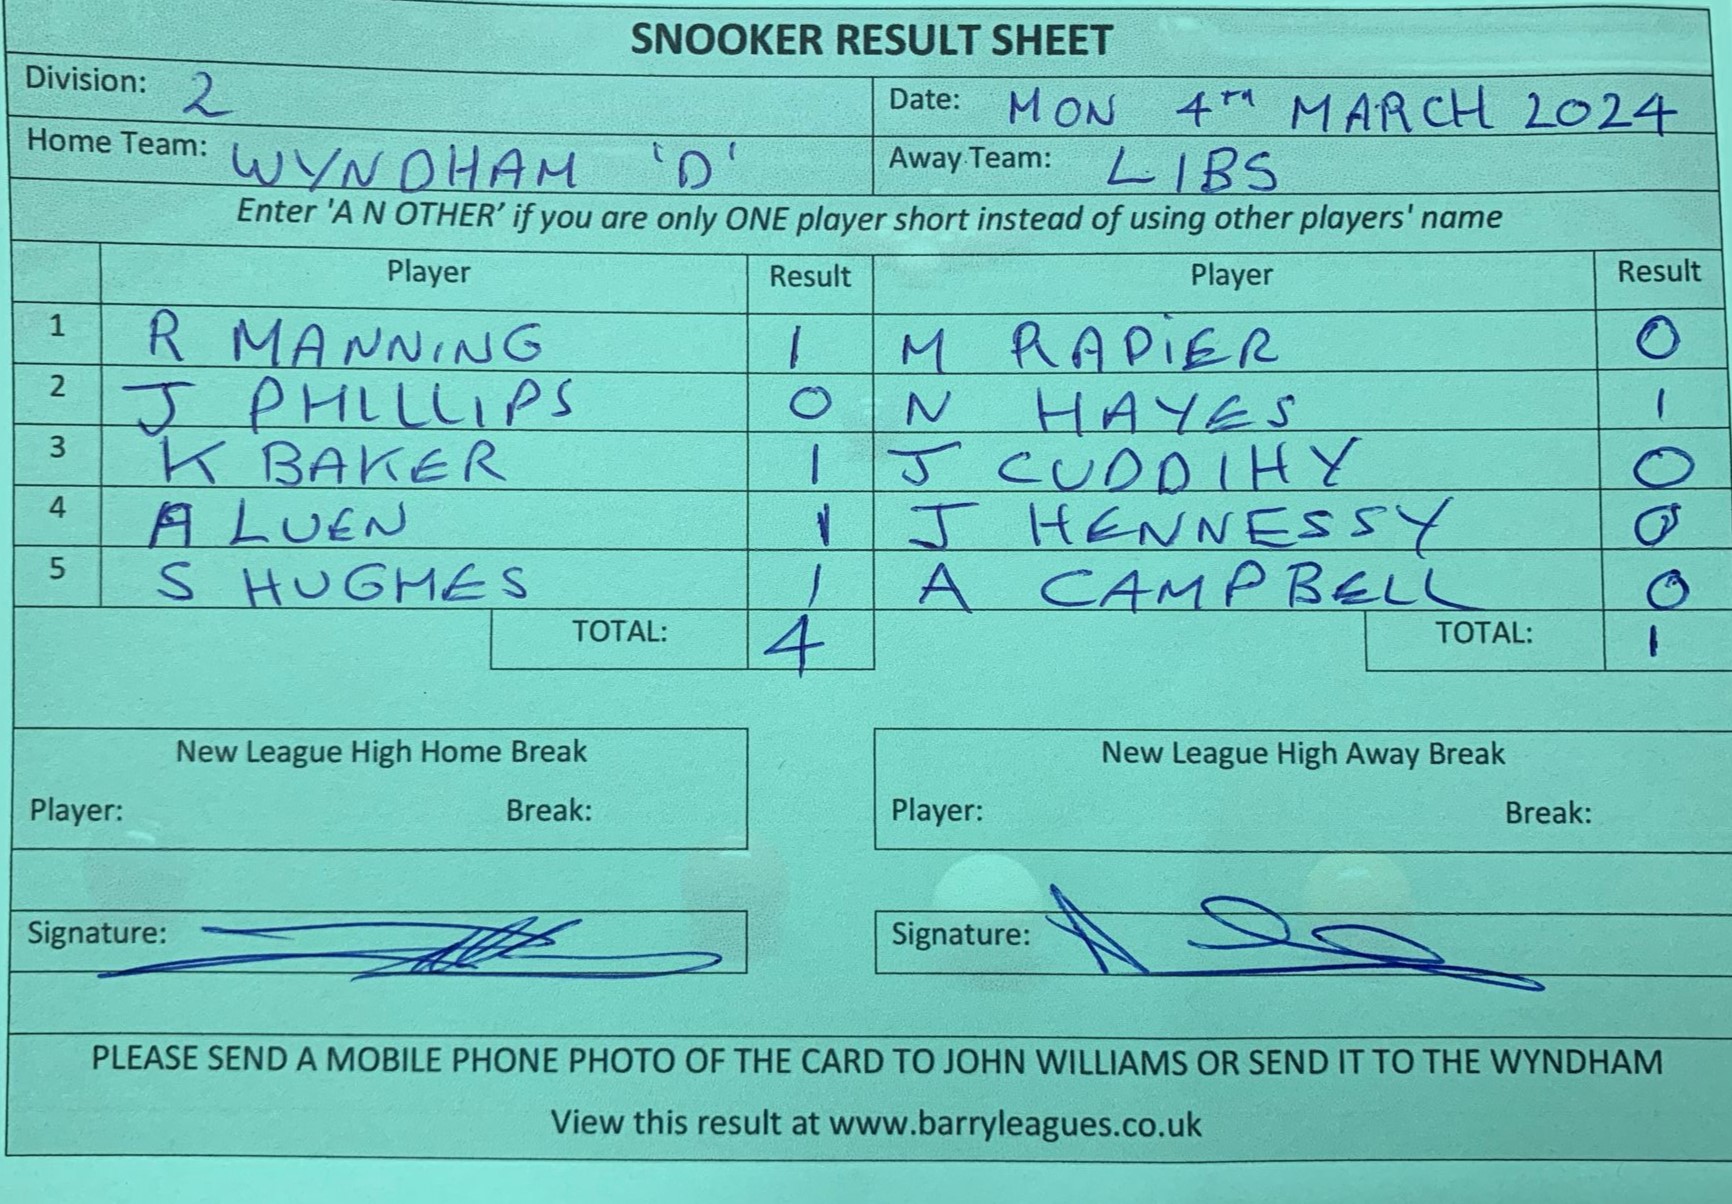 SNOOKER RESULT SHEET
Division: 2 Date: MON 4TH MARCH 2024
Home Team: WYNDHAM 'D' Away Team: LIBS
Enter 'A N OTHER' if you are only ONE player short instead of using other players' name
Player Result Player Result
1 R MANNING 1 M RAPIER 0
2 J PHILLIPS 0 N HAYES 1
3 K BAKER 1 J CUDDIHY 0
4 A LUEN 1 J HENNESSY 0
5 S HUGHES 1 A CAMPBELL 0
TOTAL: 4 TOTAL: 1
New League High Home Break New League High Away Break
Player: Break: Player: Break:
Signature: Signature:
PLEASE SEND A MOBILE PHONE PHOTO OF THE CARD TO JOHN WILLIAMS OR SEND IT TO THE WYNDHAM
View this result at www.barryleagues.co.uk